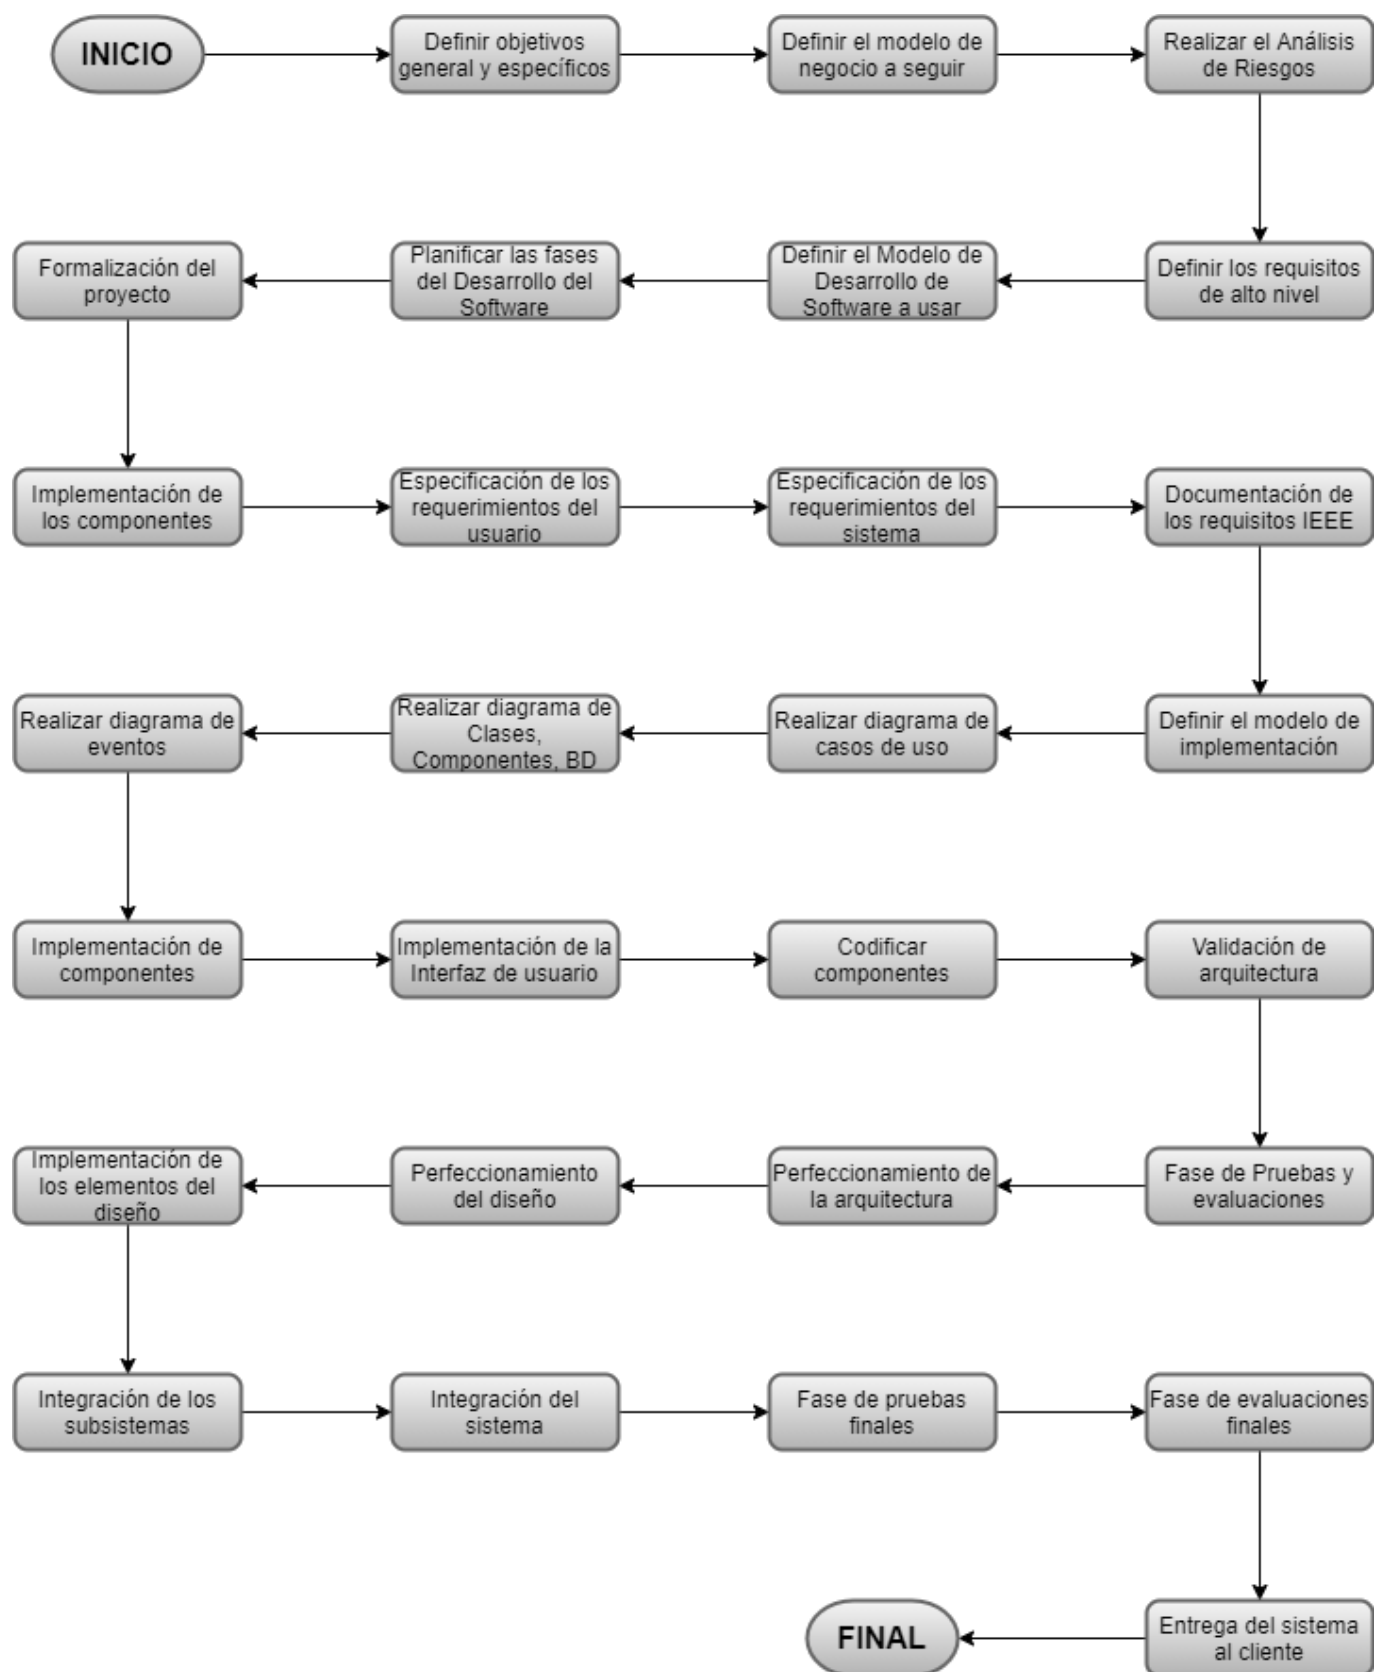 INICIO
Definir objetivos
general y específicos
Definir el modelo de
negocio a seguir
Realizar el Análisis
de Riesgos
Definir los requisitos
de alto nivel
Definir el Modelo de
Desarrollo de
Software a usar
Planificar las fases
del Desarrollo del
Software
Formalización del
proyecto
Implementación de
los componentes
Especificación de los
requerimientos del
usuario
Especificación de los
requerimientos del
sistema
Documentación de
los requisitos IEEE
Definir el modelo de
implementación
Realizar diagrama de
casos de uso
Realizar diagrama de
Clases,
Componentes, BD
Realizar diagrama de
eventos
Implementación de
componentes
Implementación de la
Interfaz de usuario
Codificar
componentes
Validación de
arquitectura
Fase de Pruebas y
evaluaciones
Perfeccionamiento de
la arquitectura
Perfeccionamiento
del diseño
Implementación de
los elementos del
diseño
Integración de los
subsistemas
Integración del
sistema
Fase de pruebas
finales
Fase de evaluaciones
finales
Entrega del sistema
al cliente
FINAL